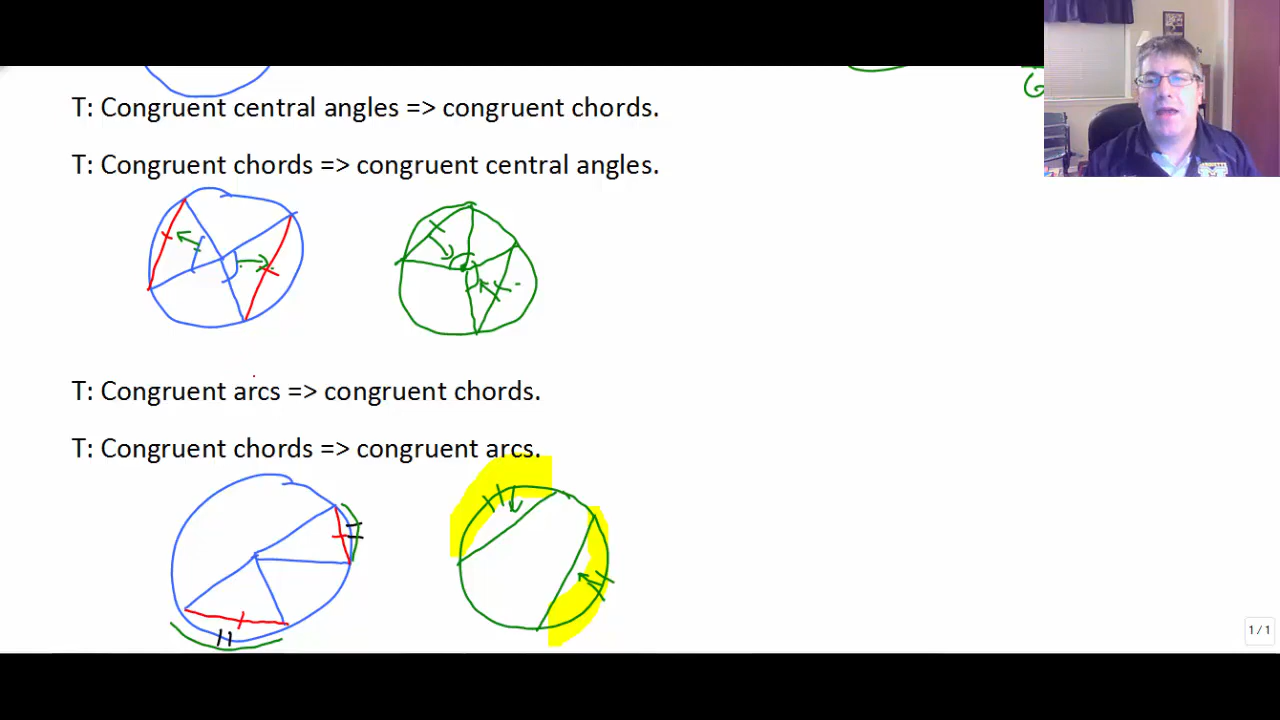 T: Congruent central angles => congruent chords.
T: Congruent chords => congruent central angles.
T: Congruent arcs => congruent chords.
T: Congruent chords => congruent arcs.
1 / 1